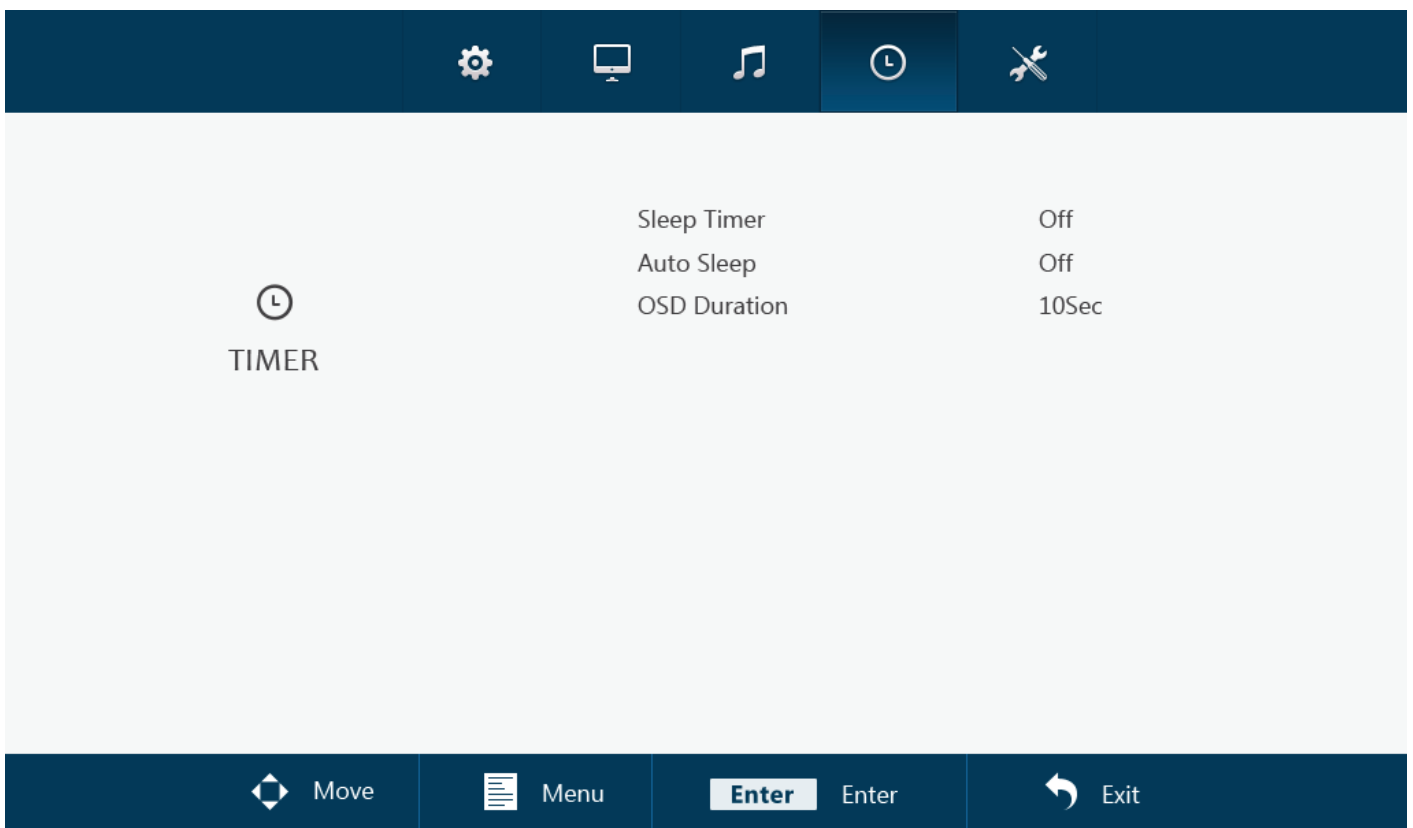 Sleep Timer Off
Auto Sleep Off
OSD Duration 10Sec
TIMER
Move Menu Enter Enter Exit